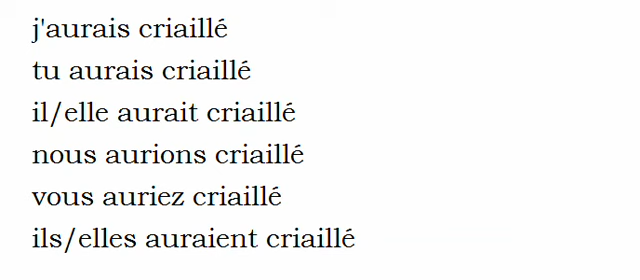 j'aurais criaillé
tu aurais criaillé
il/elle aurait criaillé
nous aurions criaillé
vous auriez criaillé
ils/elles auraient criaillé